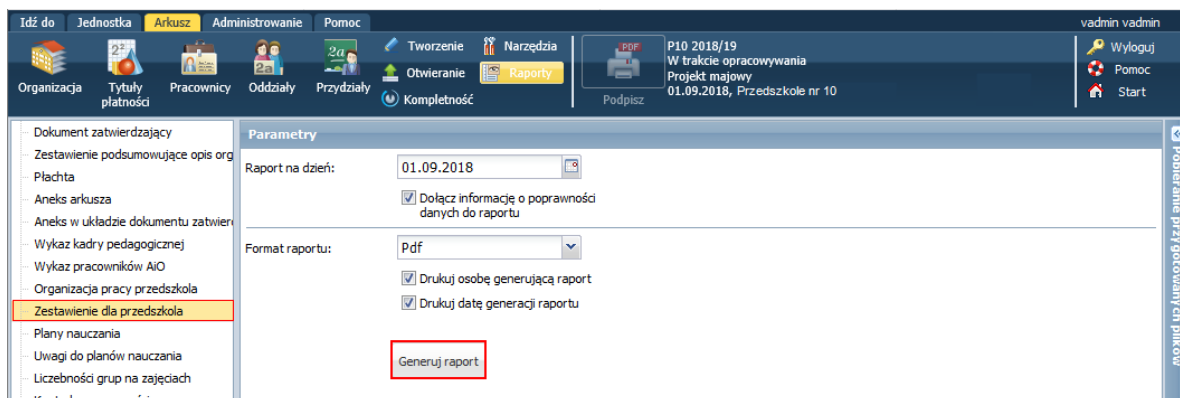 Idź do Jednostka Arkusz Administrowanie Pomoc vadmin vadmin
Organizacja
Tytuły płatności
Pracownicy
Oddziały
Przydziały
Tworzenie
Otwieranie
Kompletność
Narzędzia
Raporty
Podpisz
P10 2018/19
W trakcie opracowywania
Projekt majowy
01.09.2018, Przedszkole nr 10
Wyloguj
Pomoc
Start
Dokument zatwierdzający
Zestawienie podsumowujące opis org
Płachta
Aneks arkusza
Aneks w układzie dokumentu zatwier
Wykaz kadry pedagogicznej
Wykaz pracowników AiO
Organizacja pracy przedszkola
Zestawienie dla przedszkola
Plany nauczania
Uwagi do planów nauczania
Liczebności grup na zajęciach
Parametry
Raport na dzień: 01.09.2018
Dołącz informację o poprawności
danych do raportu
Format raportu: Pdf
Drukuj osobę generującą raport
Drukuj datę generacji raportu
Generuj raport
Pobieranie przygotowanych plików